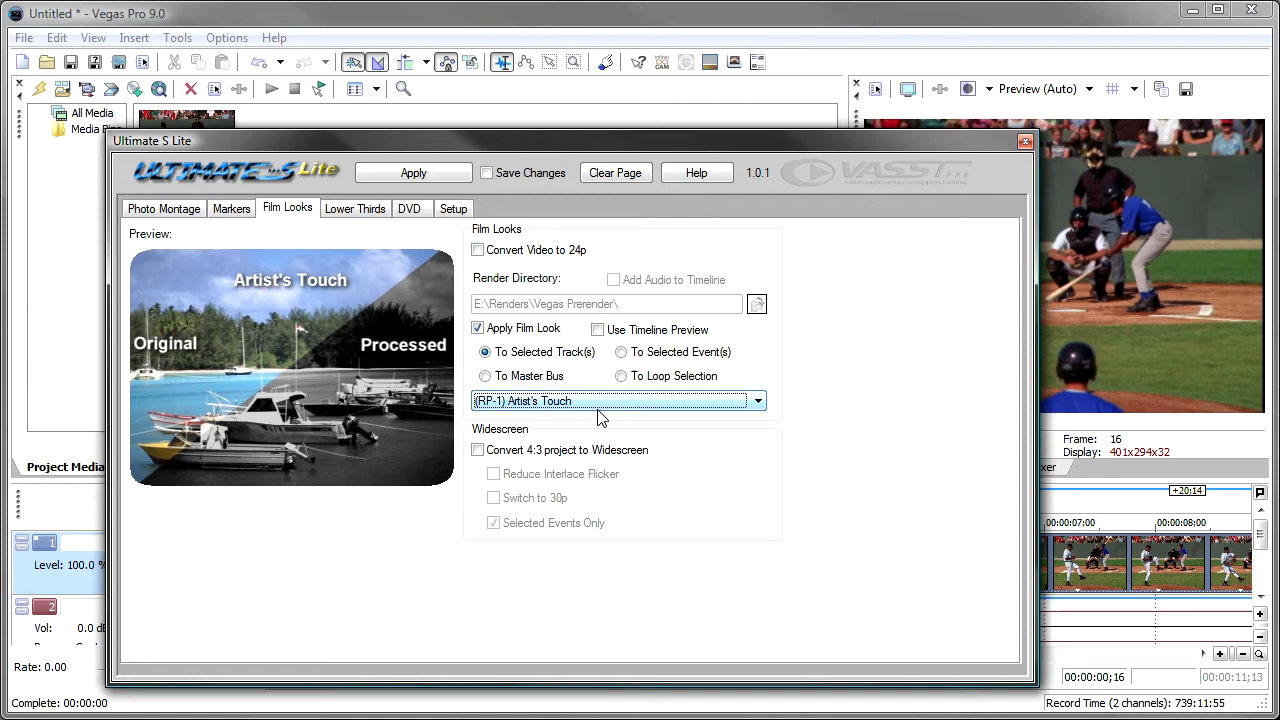 Untitled * - Vegas Pro 9.0
File Edit View Insert Tools Options Help
Preview (Auto)
All Media
Media Bins
Ultimate S Lite
ULTIMATE S Lite
Apply
Save Changes
Clear Page
Help
1.0.1
VASST
Photo Montage
Markers
Film Looks
Lower Thirds
DVD
Setup
Preview:
Artist's Touch
Original
Processed
Film Looks
Convert Video to 24p
Render Directory:
Add Audio to Timeline
E:\Renders\Vegas Prerender\
Apply Film Look
Use Timeline Preview
To Selected Track(s)
To Selected Event(s)
To Master Bus
To Loop Selection
(RP-1) Artist's Touch
Widescreen
Convert 4:3 project to Widescreen
Reduce Interlace Flicker
Switch to 30p
Selected Events Only
Frame: 16
Display: 401x294x32
Project Media
xer
+20:14
00:00:07;00
00:00:08;00
1
Level: 100.0 %
2
Vol: 0.0 dB
Rate: 0.00
00:00:00;16
00:00:11;13
Complete: 00:00:00
Record Time (2 channels): 739:11:55